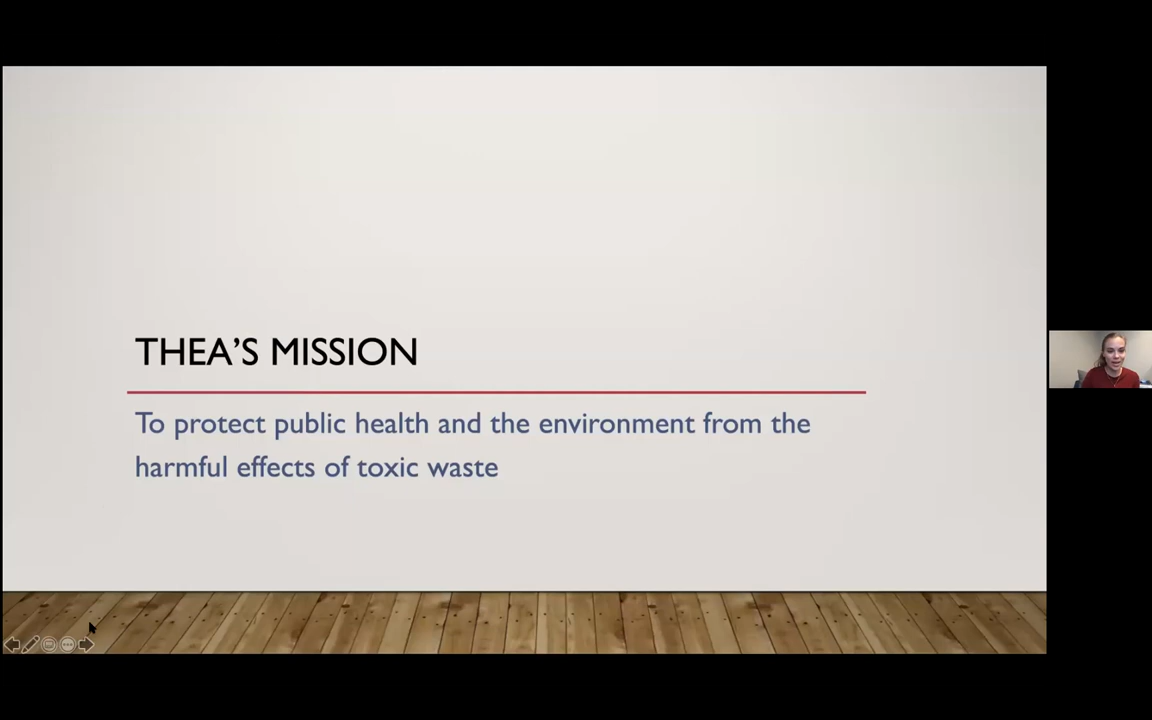 THEA'S MISSION
To protect public health and the environment from the
harmful effects of toxic waste